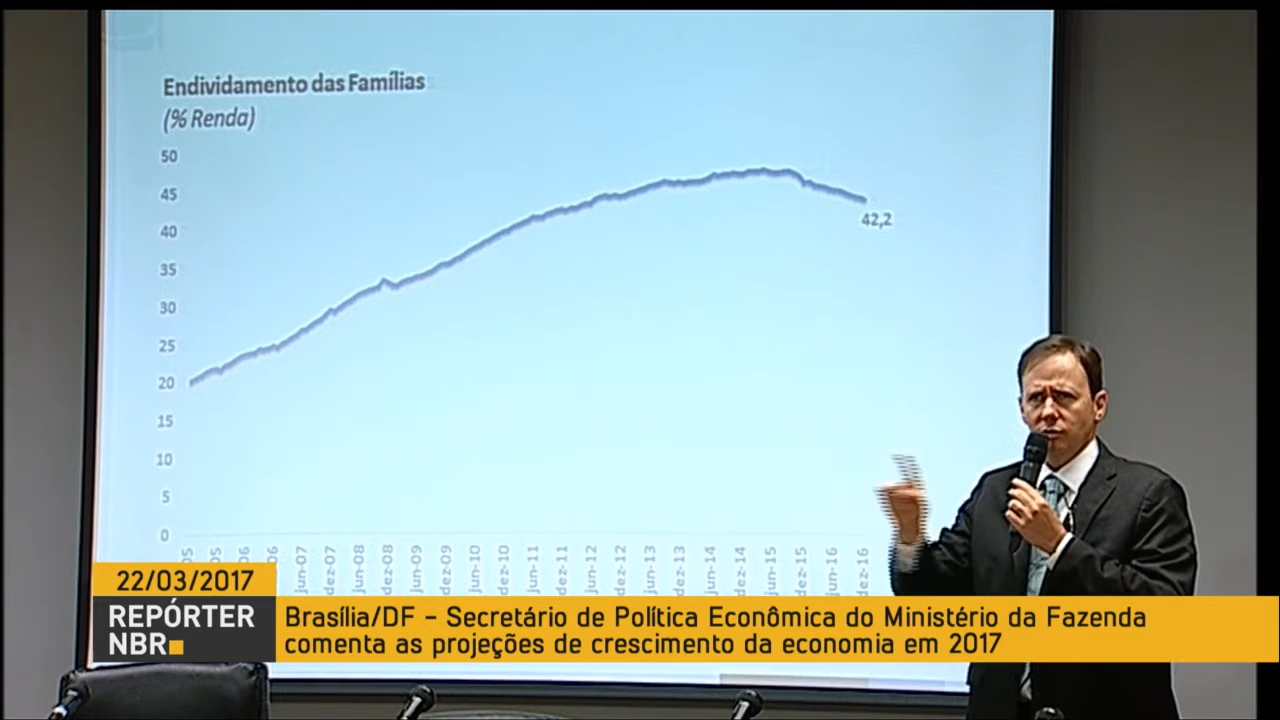 Endividamento das Famílias
(% Renda)
50
45
40
35
30
25
20
15
10
5
0
42,2
05
05
06
06
jun-07
dez-07
jun-08
dez-08
jun-09
dez-09
jun-10
dez-10
jun-11
dez-11
jun-12
dez-12
jun-13
dez-13
jun-14
dez-14
jun-15
dez-15
jun-16
dez-16
22/03/2017
REPÓRTER
NBR
Brasília/DF – Secretário de Política Econômica do Ministério da Fazenda
comenta as projeções de crescimento da economia em 2017